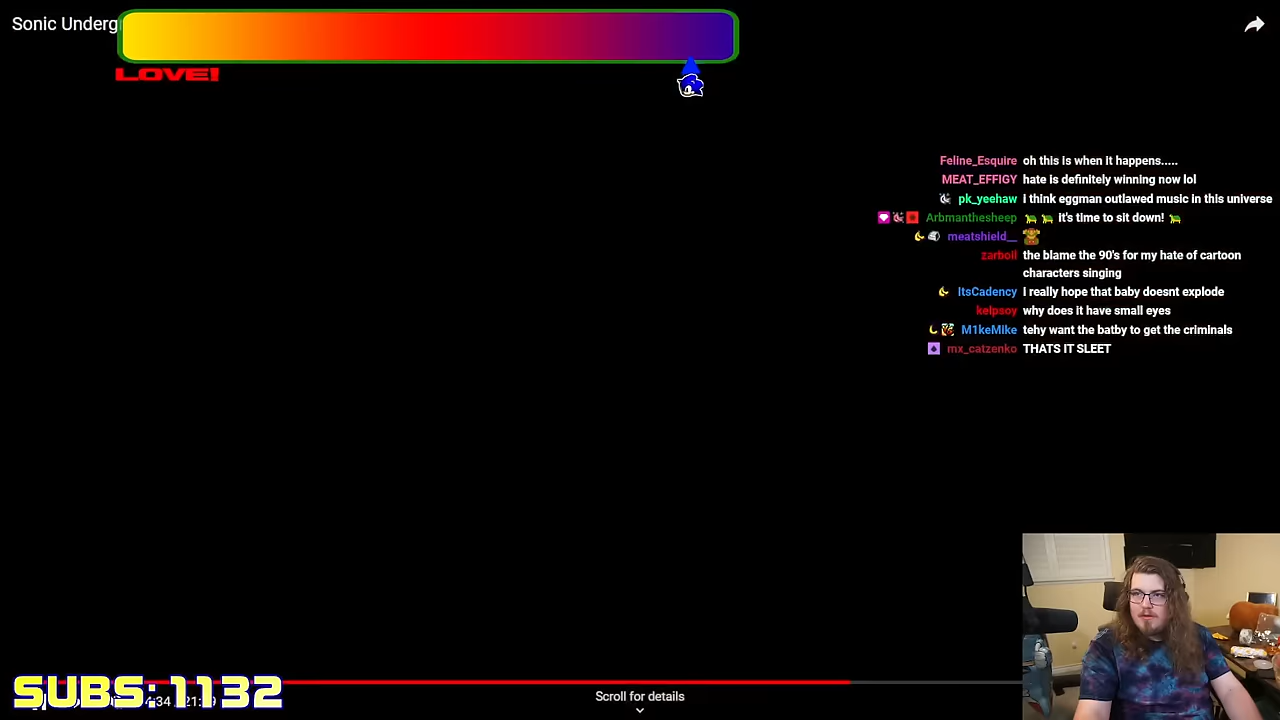 Sonic Underg
LOVE!
Feline_Esquire oh this is when it happens.....
MEAT_EFFIGY hate is definitely winning now lol
pk_yeehaw I think eggman outlawed music in this universe
Arbmanthesheep it's time to sit down!
meatshield__
zarboll the blame the 90's for my hate of cartoon
characters singing
ItsCadency I really hope that baby doesnt explode
kelpsoy why does it have small eyes
M1keMike tehy want the batby to get the criminals
mx_catzenko THATS IT SLEET
SUBS: 1132
Scroll for details